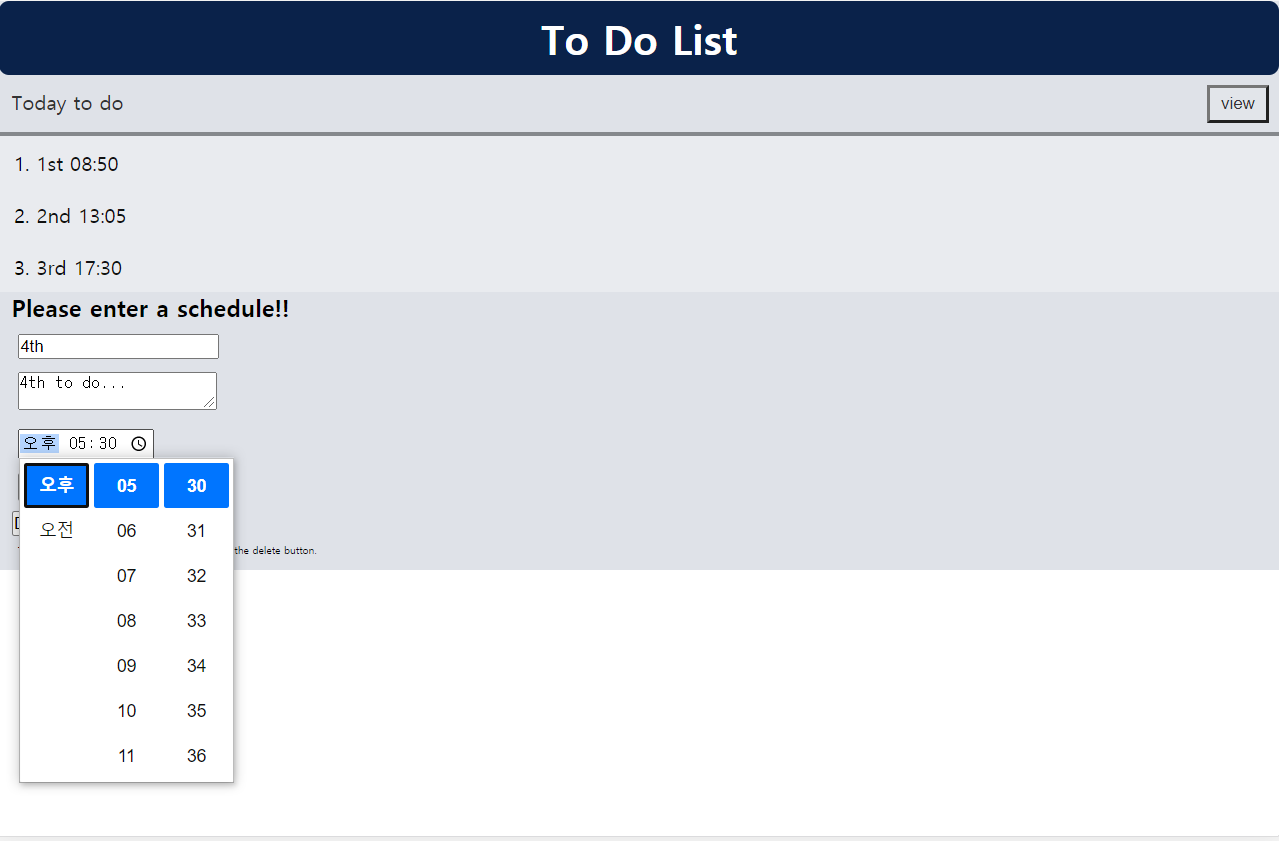 To Do List
Today to do
view
1. 1st 08:50
2. 2nd 13:05
3. 3rd 17:30
Please enter a schedule!!
4th
4th to do...
오후 05:30
오후 05 30
오전 06 31
07 32
08 33
09 34
10 35
11 36
the delete button.